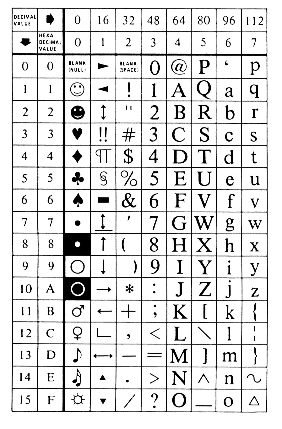 DECIMAL VALUE ➡ 0 16 32 48 64 80 96 112
⬇ HEXA DECIMAL VALUE 0 1 2 3 4 5 6 7
0 0 BLANK (NULL) ► BLANK (SPACE) 0 @ P ‘ p
1 1 ☺ ◄ ! 1 A Q a q
2 2 ☻ ↕ " 2 B R b r
3 3 ♥ !! # 3 C S c s
4 4 ♦ ¶ $ 4 D T d t
5 5 ♣ § % 5 E U e u
6 6 ♠ ▬ & 6 F V f v
7 7 • ↨ ' 7 G W g w
8 8 ◘ ↑ ( 8 H X h x
9 9 ○ ↓ ) 9 I Y i y
10 A ◙ → * : J Z j z
11 B ♂ ← + ; K [ k {
12 C ♀ ∟ , < L \ l ¦
13 D ♪ ↔ – = M ] m }
14 E ♫ ▲ . > N ^ n ~
15 F ☼ ▼ / ? O _ o △